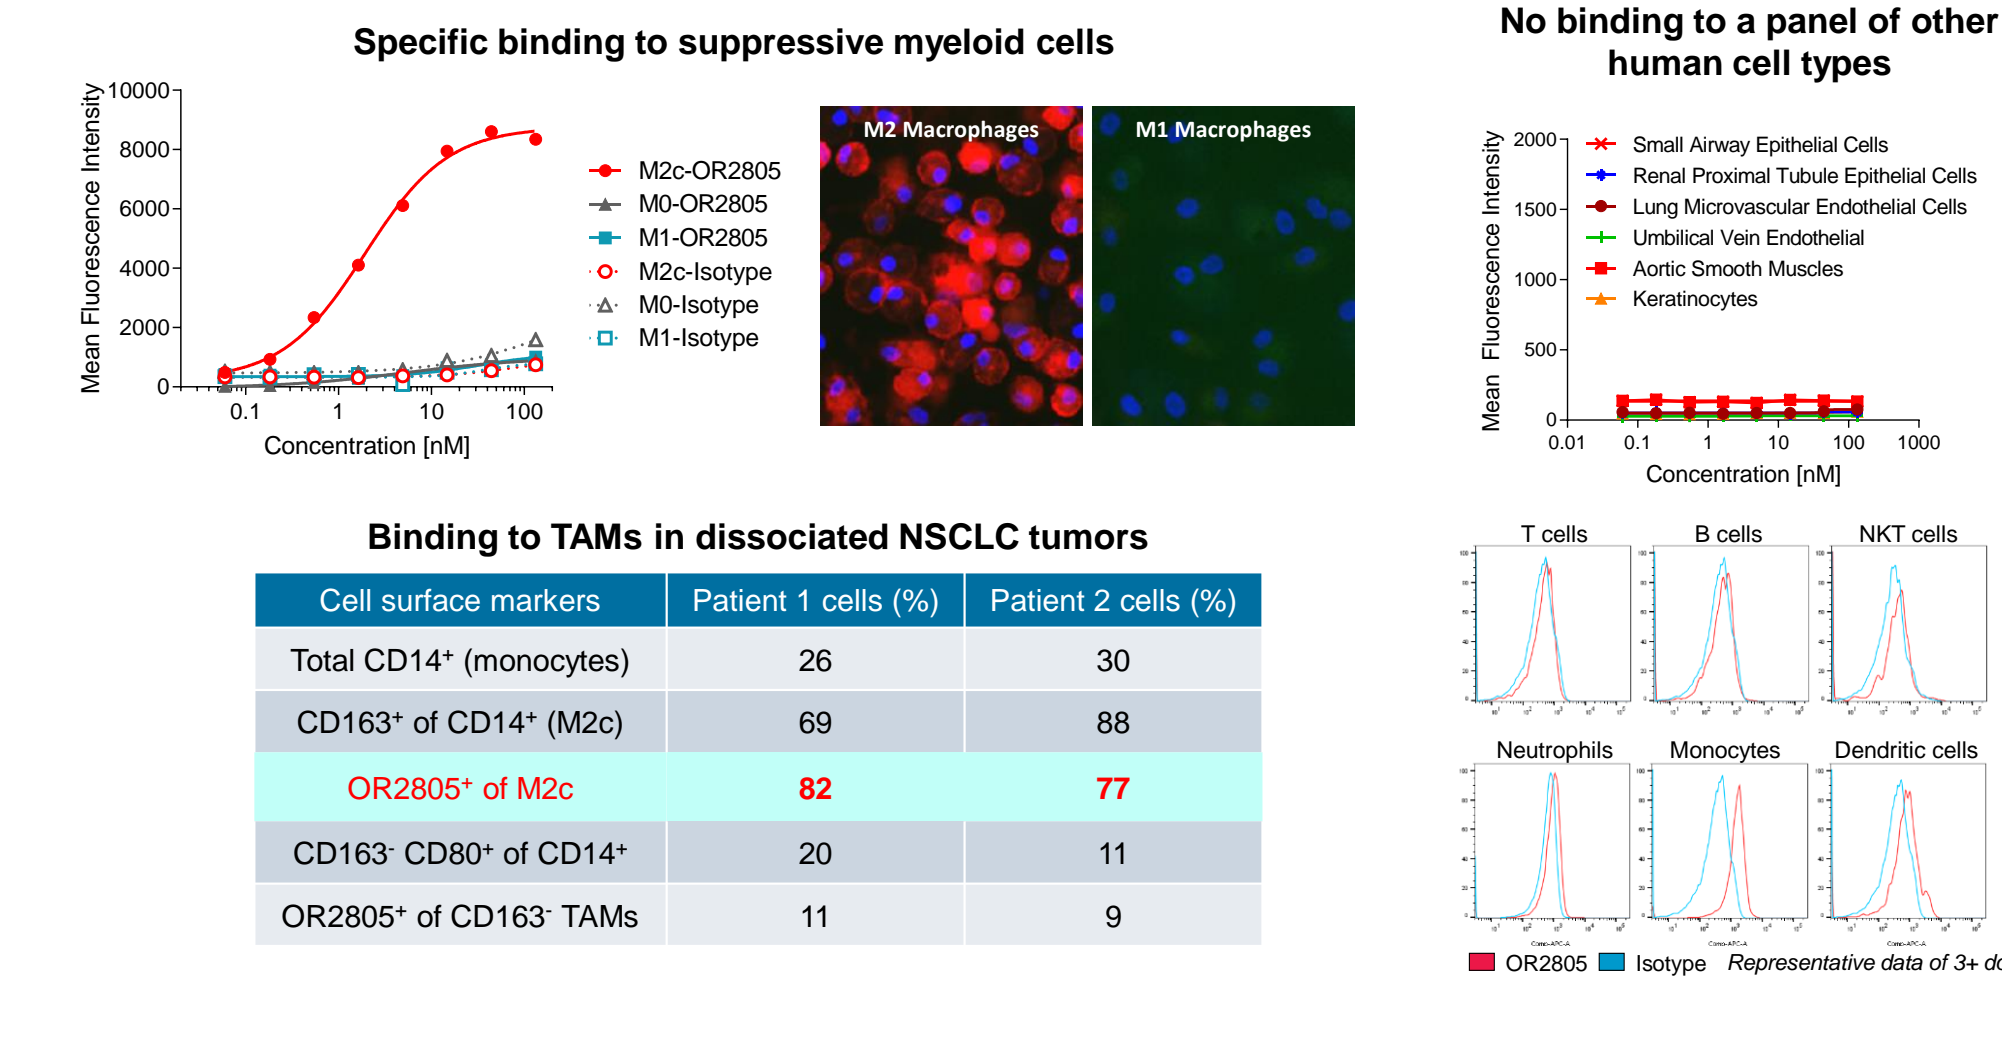 Specific binding to suppressive myeloid cells
Mean Fluorescence Intensity
10000
8000
6000
4000
2000
0
0.1 1 10 100
Concentration [nM]
M2c-OR2805
M0-OR2805
M1-OR2805
M2c-Isotype
M0-Isotype
M1-Isotype
M2 Macrophages
M1 Macrophages
No binding to a panel of other
human cell types
Mean Fluorescence Intensity
2000
1500
1000
500
0
0.01 0.1 1 10 100 1000
Concentration [nM]
Small Airway Epithelial Cells
Renal Proximal Tubule Epithelial Cells
Lung Microvascular Endothelial Cells
Umbilical Vein Endothelial
Aortic Smooth Muscles
Keratinocytes
Binding to TAMs in dissociated NSCLC tumors
Cell surface markers Patient 1 cells (%) Patient 2 cells (%)
Total CD14⁺ (monocytes) 26 30
CD163⁺ of CD14⁺ (M2c) 69 88
OR2805⁺ of M2c 82 77
CD163⁻ CD80⁺ of CD14⁺ 20 11
OR2805⁺ of CD163⁻ TAMs 11 9
T cells B cells NKT cells
Neutrophils Monocytes Dendritic cells
Comp-APC-A Comp-APC-A Comp-APC-A
OR2805 Isotype Representative data of 3+ do